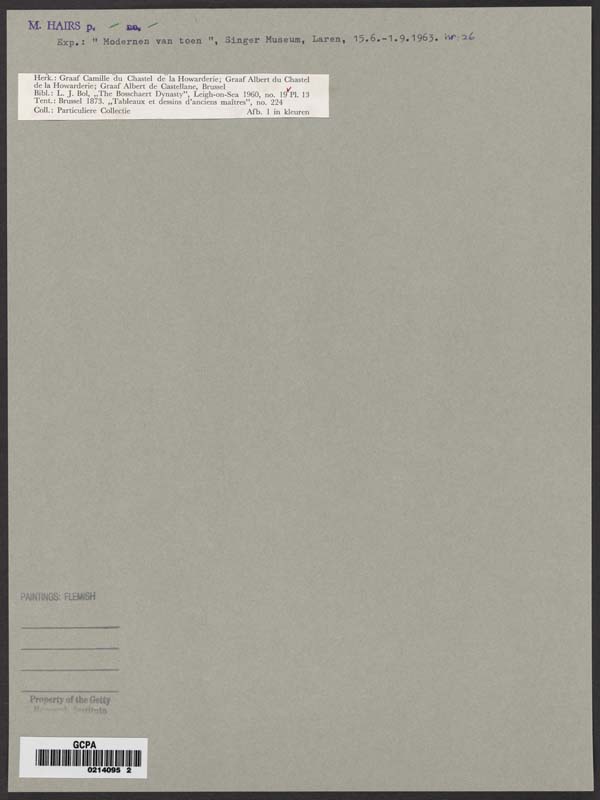 M. HAIRS p. no.
Exp.: " Modernen van toen ", Singer Museum, Laren, 15.6.-1.9.1963. nr. 26
Herk.: Graaf Camille du Chastel de la Howarderie; Graaf Albert du Chastel
de la Howarderie; Graaf Albert de Castellane, Brussel
Bibl.: L. J. Bol, „The Bosschaert Dynasty", Leigh-on-Sea 1960, no. 19 Pl. 13
Tent.: Brussel 1873. „Tableaux et dessins d'anciens maîtres", no. 224
Coll.: Particuliere Collectie Afb. 1 in kleuren
PAINTINGS: FLEMISH
Property of the Getty
Research Institute
GCPA
0214095 2